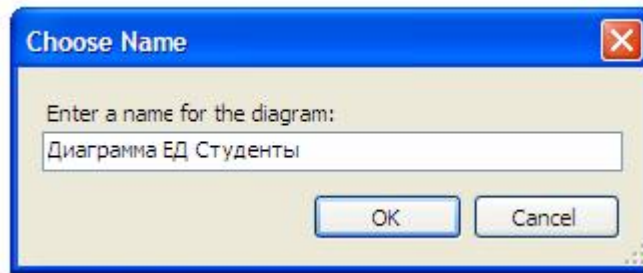 Choose Name
Enter a name for the diagram:
Диаграмма ЕД Студенты
OK
Cancel